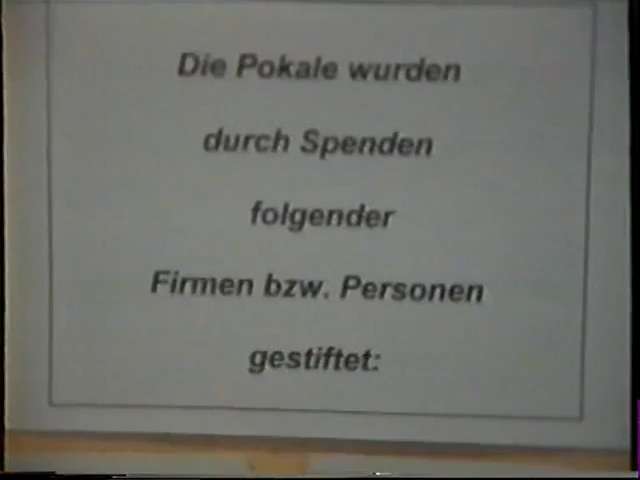 Die Pokale wurden
durch Spenden
folgender
Firmen bzw. Personen
gestiftet: